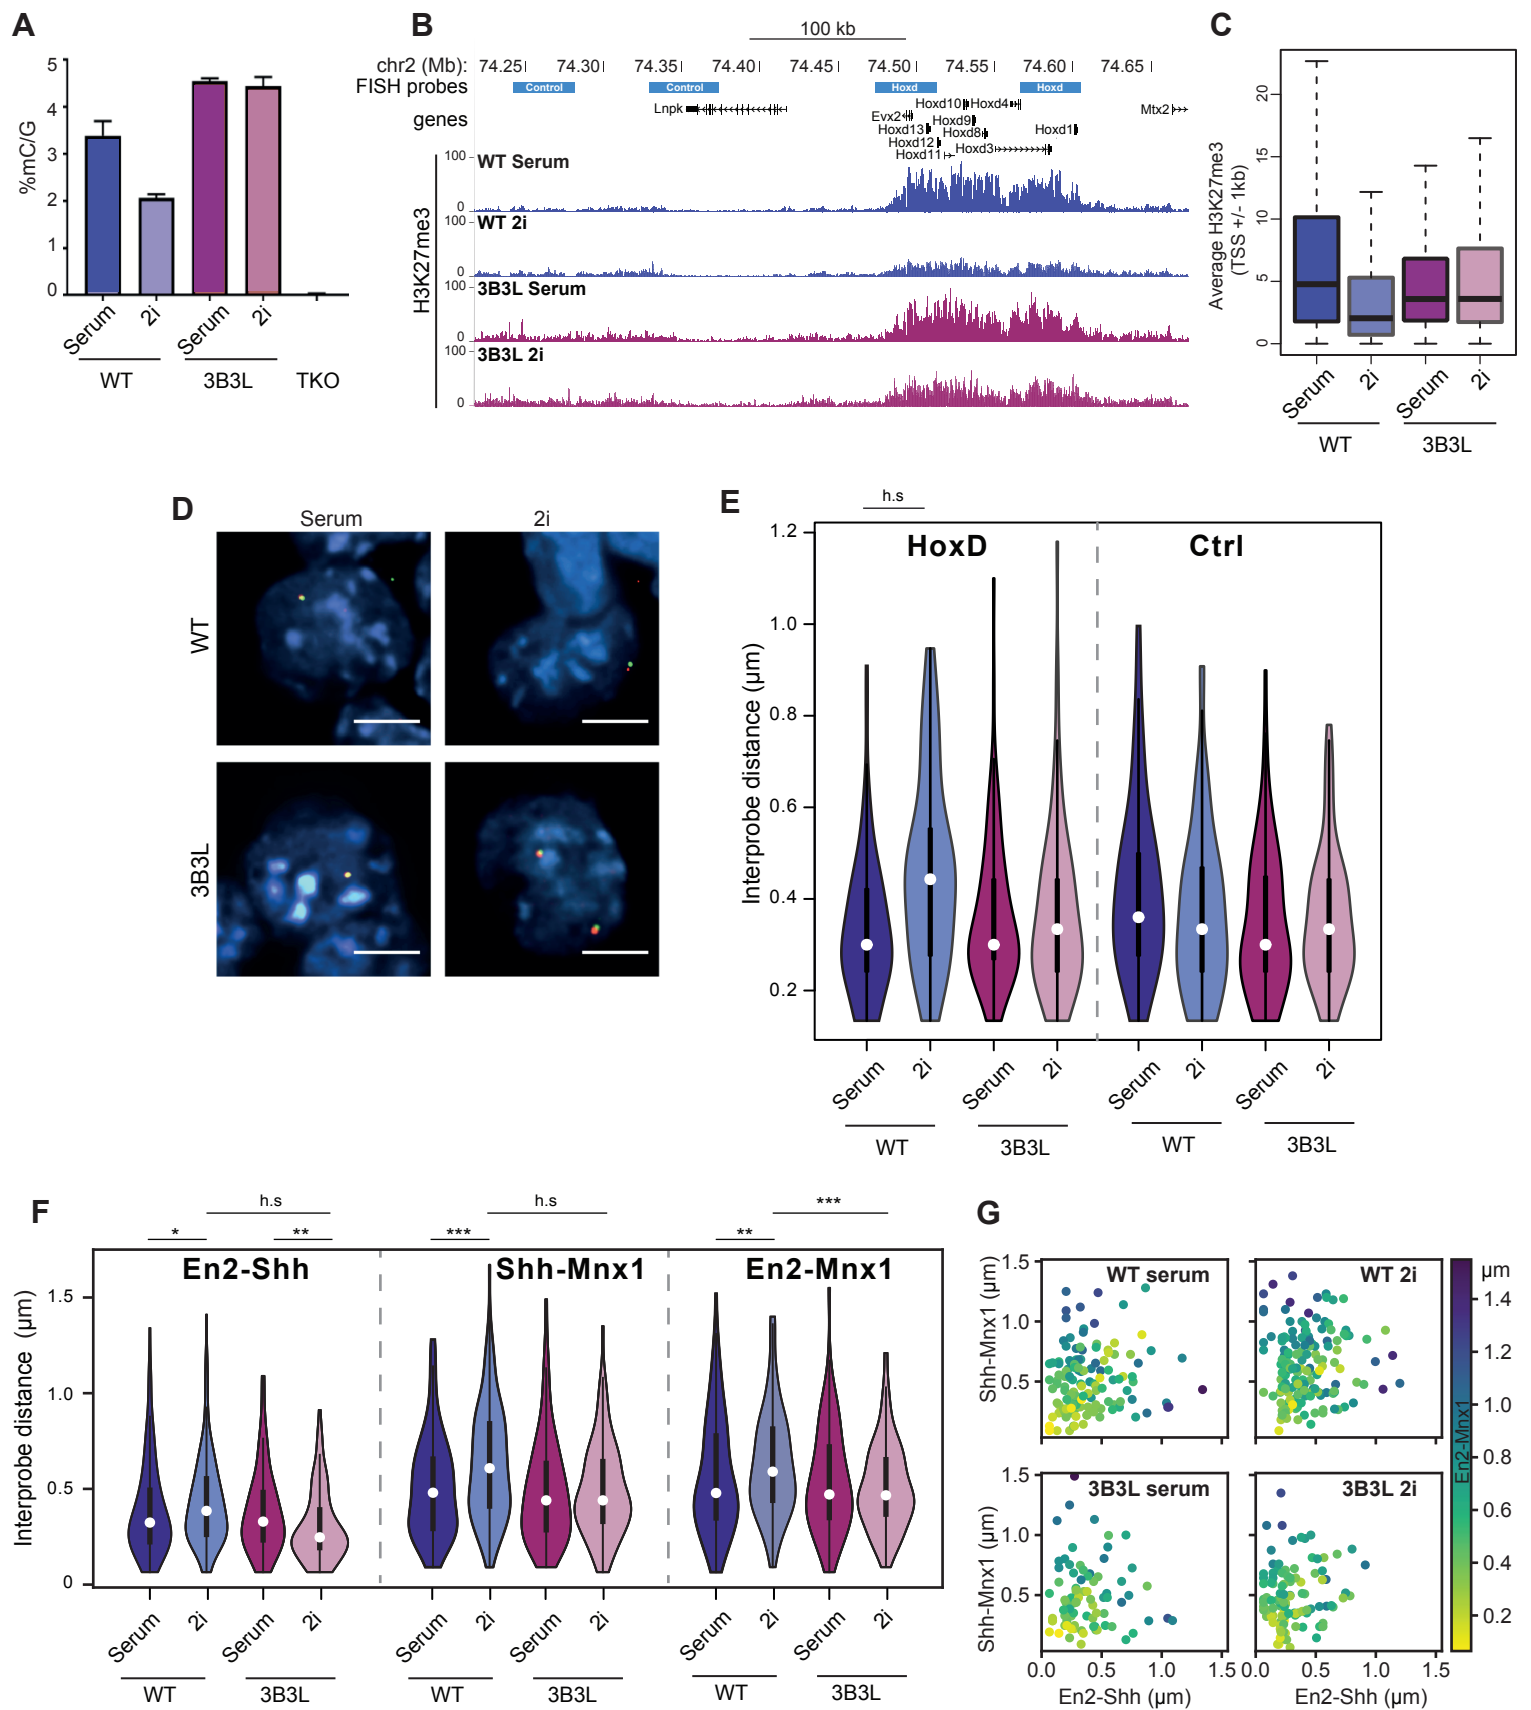 A
%mC/G
5
4
3
2
1
0
Serum
2i
Serum
2i
WT
3B3L
TKO
B
100 kb
chr2 (Mb): 74.25 74.30 74.35 74.40 74.45 74.50 74.55 74.60 74.65
FISH probes
Control Control Hoxd Hoxd
genes
Lnpk Hoxd10 Hoxd4 Mtx2
Evx2 Hoxd9
Hoxd13 Hoxd8 Hoxd1
Hoxd12
Hoxd11 Hoxd3
H3K27me3
100 WT Serum
0
100 WT 2i
0
100 3B3L Serum
0
100 3B3L 2i
0
C
Average H3K27me3
(TSS +/- 1kb)
20
15
10
5
0
Serum
2i
Serum
2i
WT
3B3L
D
Serum
2i
WT
3B3L
E
h.s
HoxD
Ctrl
Interprobe distance (µm)
1.2
1.0
0.8
0.6
0.4
0.2
Serum
2i
Serum
2i
Serum
2i
Serum
2i
WT
3B3L
WT
3B3L
F
h.s
*
**
h.s
***
***
**
En2-Shh
Shh-Mnx1
En2-Mnx1
Interprobe distance (µm)
1.5
1.0
0.5
0
Serum
2i
Serum
2i
Serum
2i
Serum
2i
Serum
2i
Serum
2i
WT
3B3L
WT
3B3L
WT
3B3L
G
Shh-Mnx1 (µm)
1.5
1.0
0.5
WT serum
WT 2i
Shh-Mnx1 (µm)
1.5
1.0
0.5
3B3L serum
3B3L 2i
0.0 0.5 1.0 1.5
0.5 1.0 1.5
En2-Shh (µm)
En2-Shh (µm)
µm
1.4
1.2
1.0
0.8
0.6
0.4
0.2
En2-Mnx1